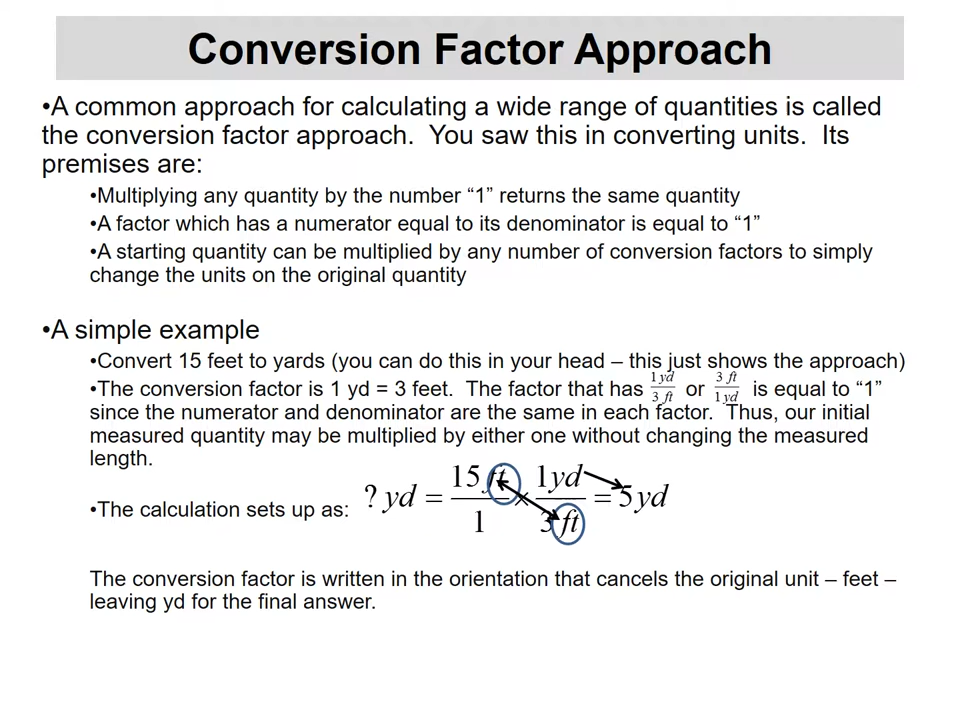 Conversion Factor Approach
•A common approach for calculating a wide range of quantities is called
the conversion factor approach.  You saw this in converting units.  Its
premises are:
•Multiplying any quantity by the number “1” returns the same quantity
•A factor which has a numerator equal to its denominator is equal to “1”
•A starting quantity can be multiplied by any number of conversion factors to simply
change the units on the original quantity
•A simple example
•Convert 15 feet to yards (you can do this in your head – this just shows the approach)
•The conversion factor is 1 yd = 3 feet.  The factor that has 1 yd / 3 ft or 3 ft / 1 yd is equal to “1”
since the numerator and denominator are the same in each factor.  Thus, our initial
measured quantity may be multiplied by either one without changing the measured
length.
•The calculation sets up as: ? yd = 15 ft / 1 × 1 yd / 3 ft = 5 yd
The conversion factor is written in the orientation that cancels the original unit – feet –
leaving yd for the final answer.